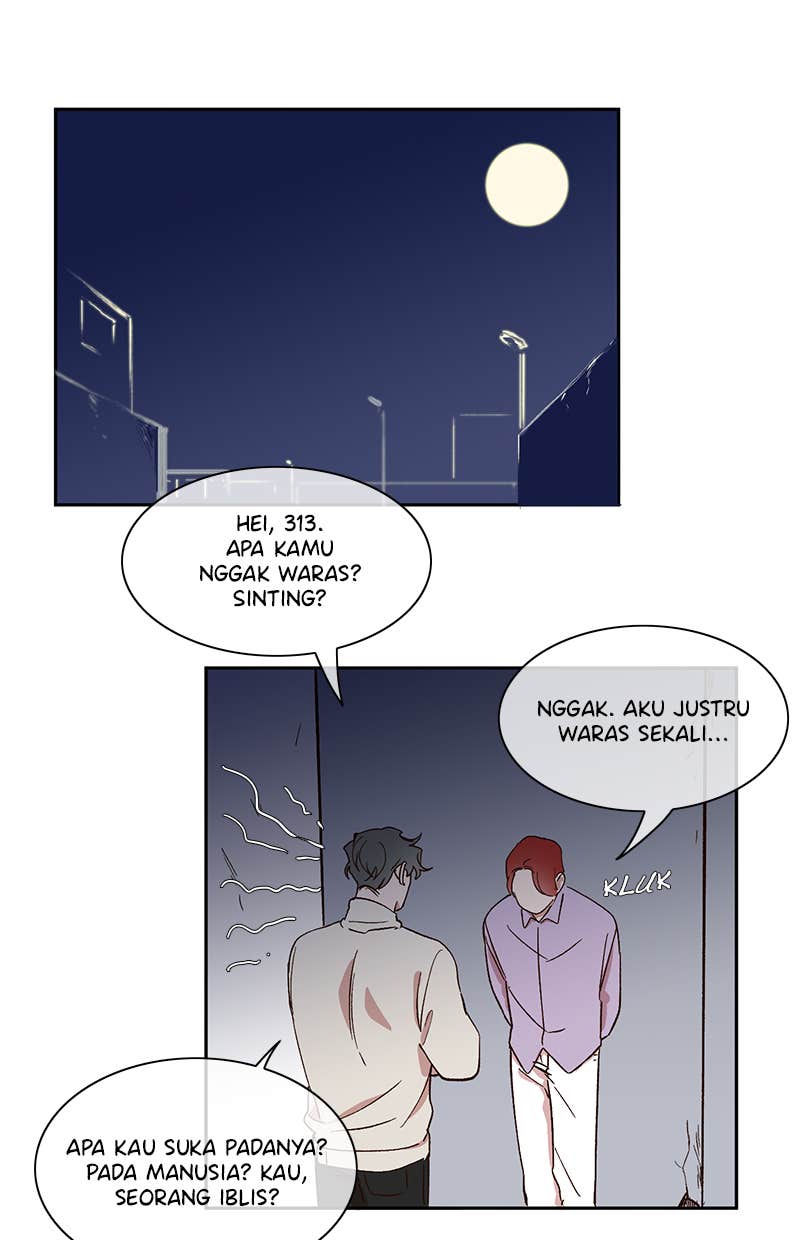 HEI, 313.
APA KAMU
NGGAK WARAS?
SINTING?
NGGAK. AKU JUSTRU
WARAS SEKALI...
KLUK
APA KAU SUKA PADANYA?
PADA MANUSIA? KAU,
SEORANG IBLIS?